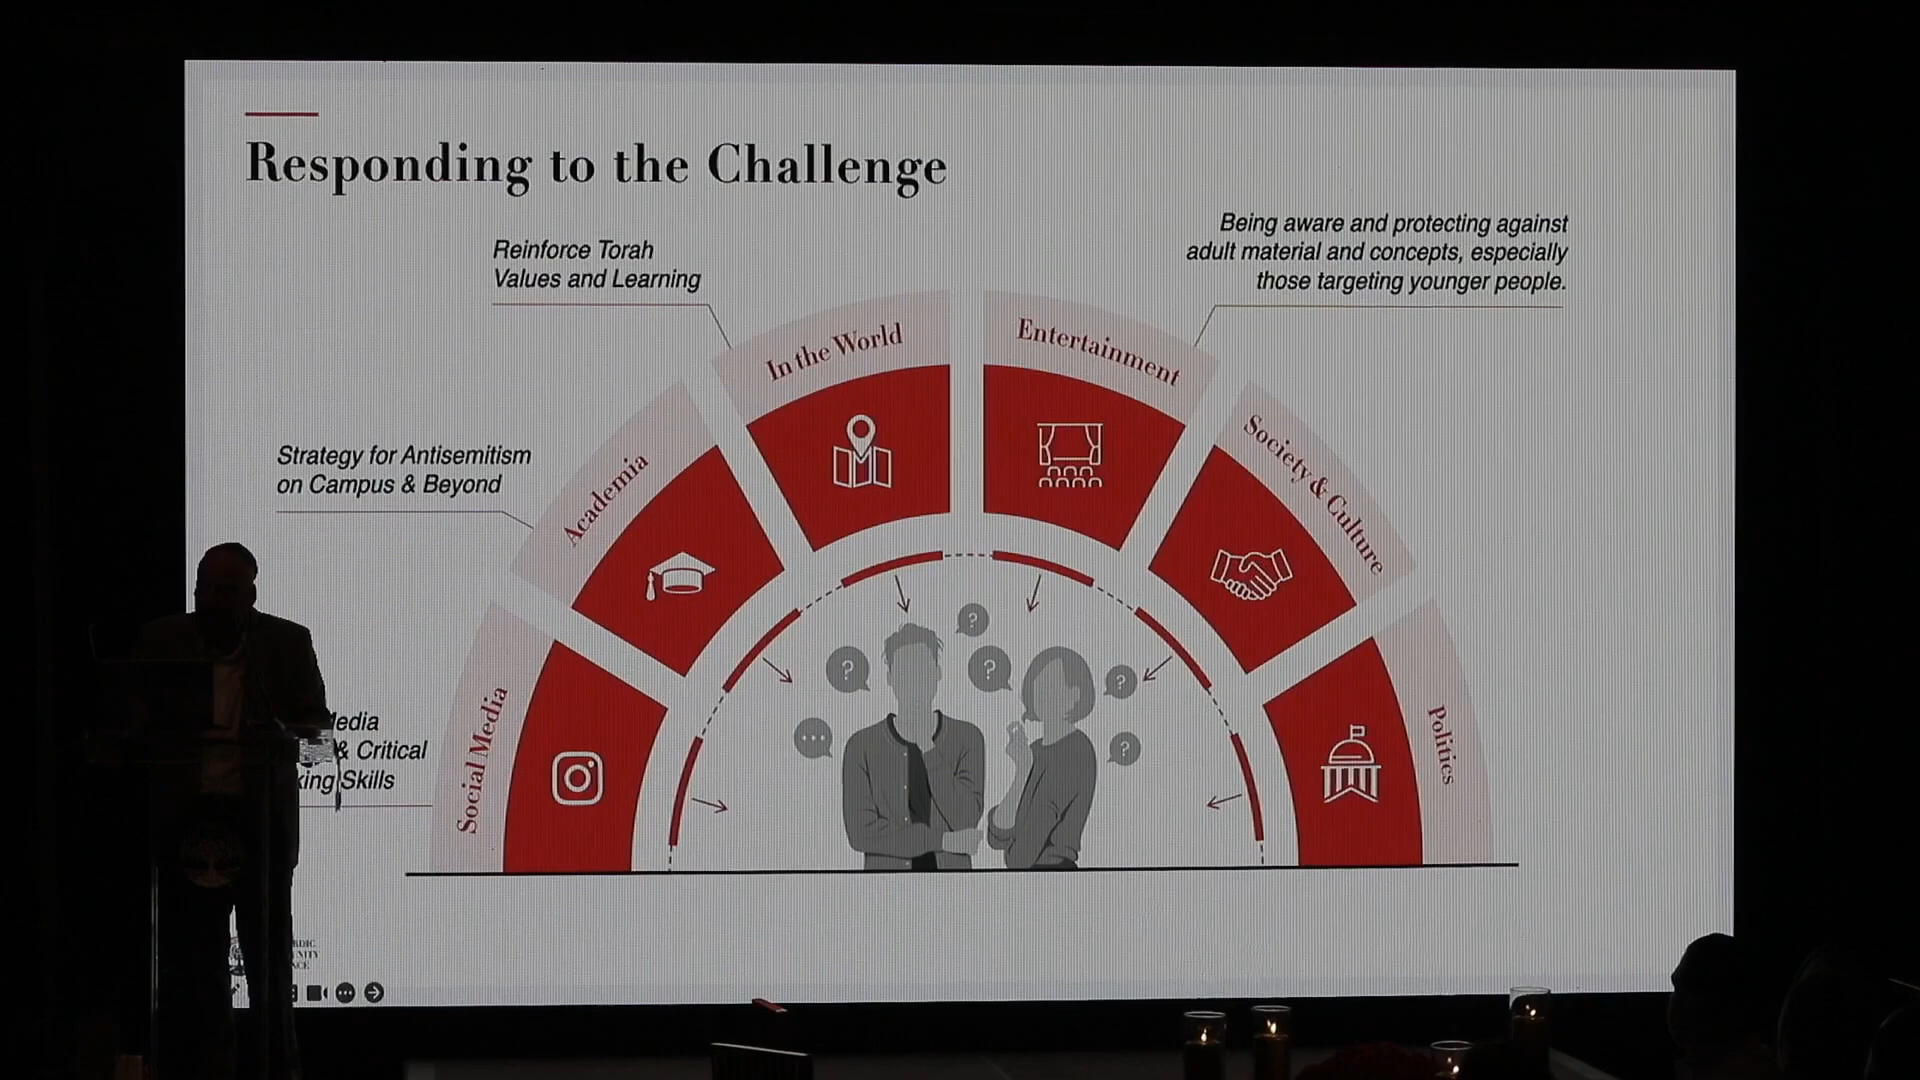 Responding to the Challenge
Being aware and protecting against
adult material and concepts, especially
those targeting younger people.
Reinforce Torah
Values and Learning
In the World
Entertainment
Strategy for Antisemitism
on Campus & Beyond
Academia
Society & Culture
& Critical
Skills
Social Media
Politics
?
?
?
?
?